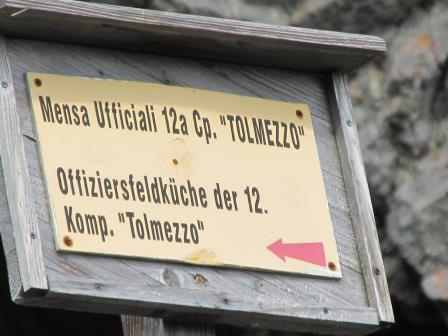 Mensa Ufficiali 12a Cp. "TOLMEZZO"
Offiziersfeldküche der 12.
Komp. "Tolmezzo"